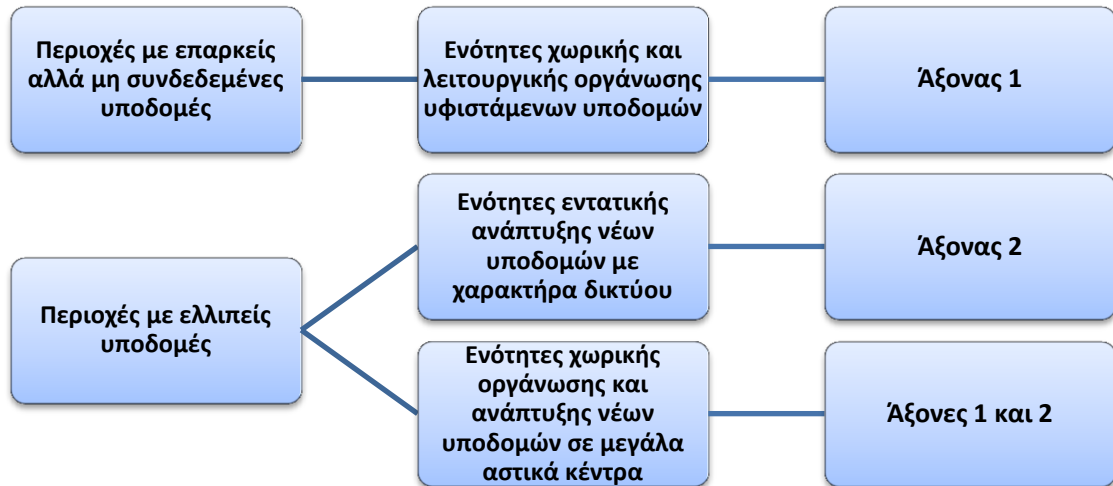 Περιοχές με επαρκείς
αλλά μη συνδεδεμένες
υποδομές
Ενότητες χωρικής και
λειτουργικής οργάνωσης
υφιστάμενων υποδομών
Άξονας 1
Περιοχές με ελλιπείς
υποδομές
Ενότητες εντατικής
ανάπτυξης νέων
υποδομών με
χαρακτήρα δικτύου
Άξονας 2
Ενότητες χωρικής
οργάνωσης και
ανάπτυξης νέων
υποδομών σε μεγάλα
αστικά κέντρα
Άξονες 1 και 2